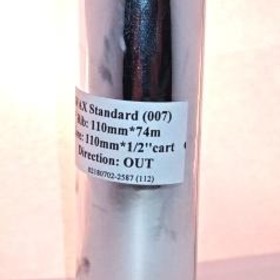 AX Standard (007)
110mm*74m
110mm*1/2"cart
Direction: OUT
02180702-2587 (112)